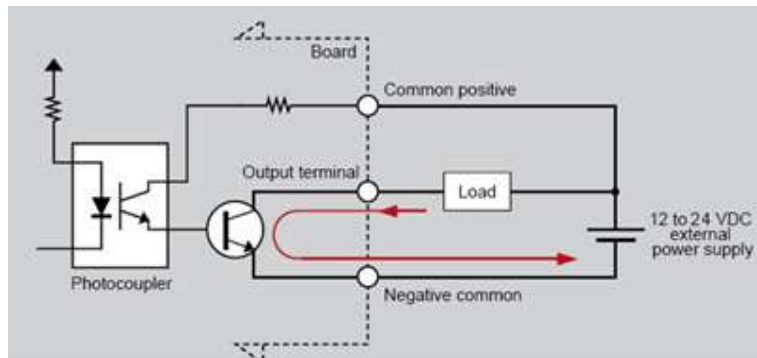 Board
Common positive
Output terminal
Load
12 to 24 VDC
external
power supply
Photocoupler
Negative common